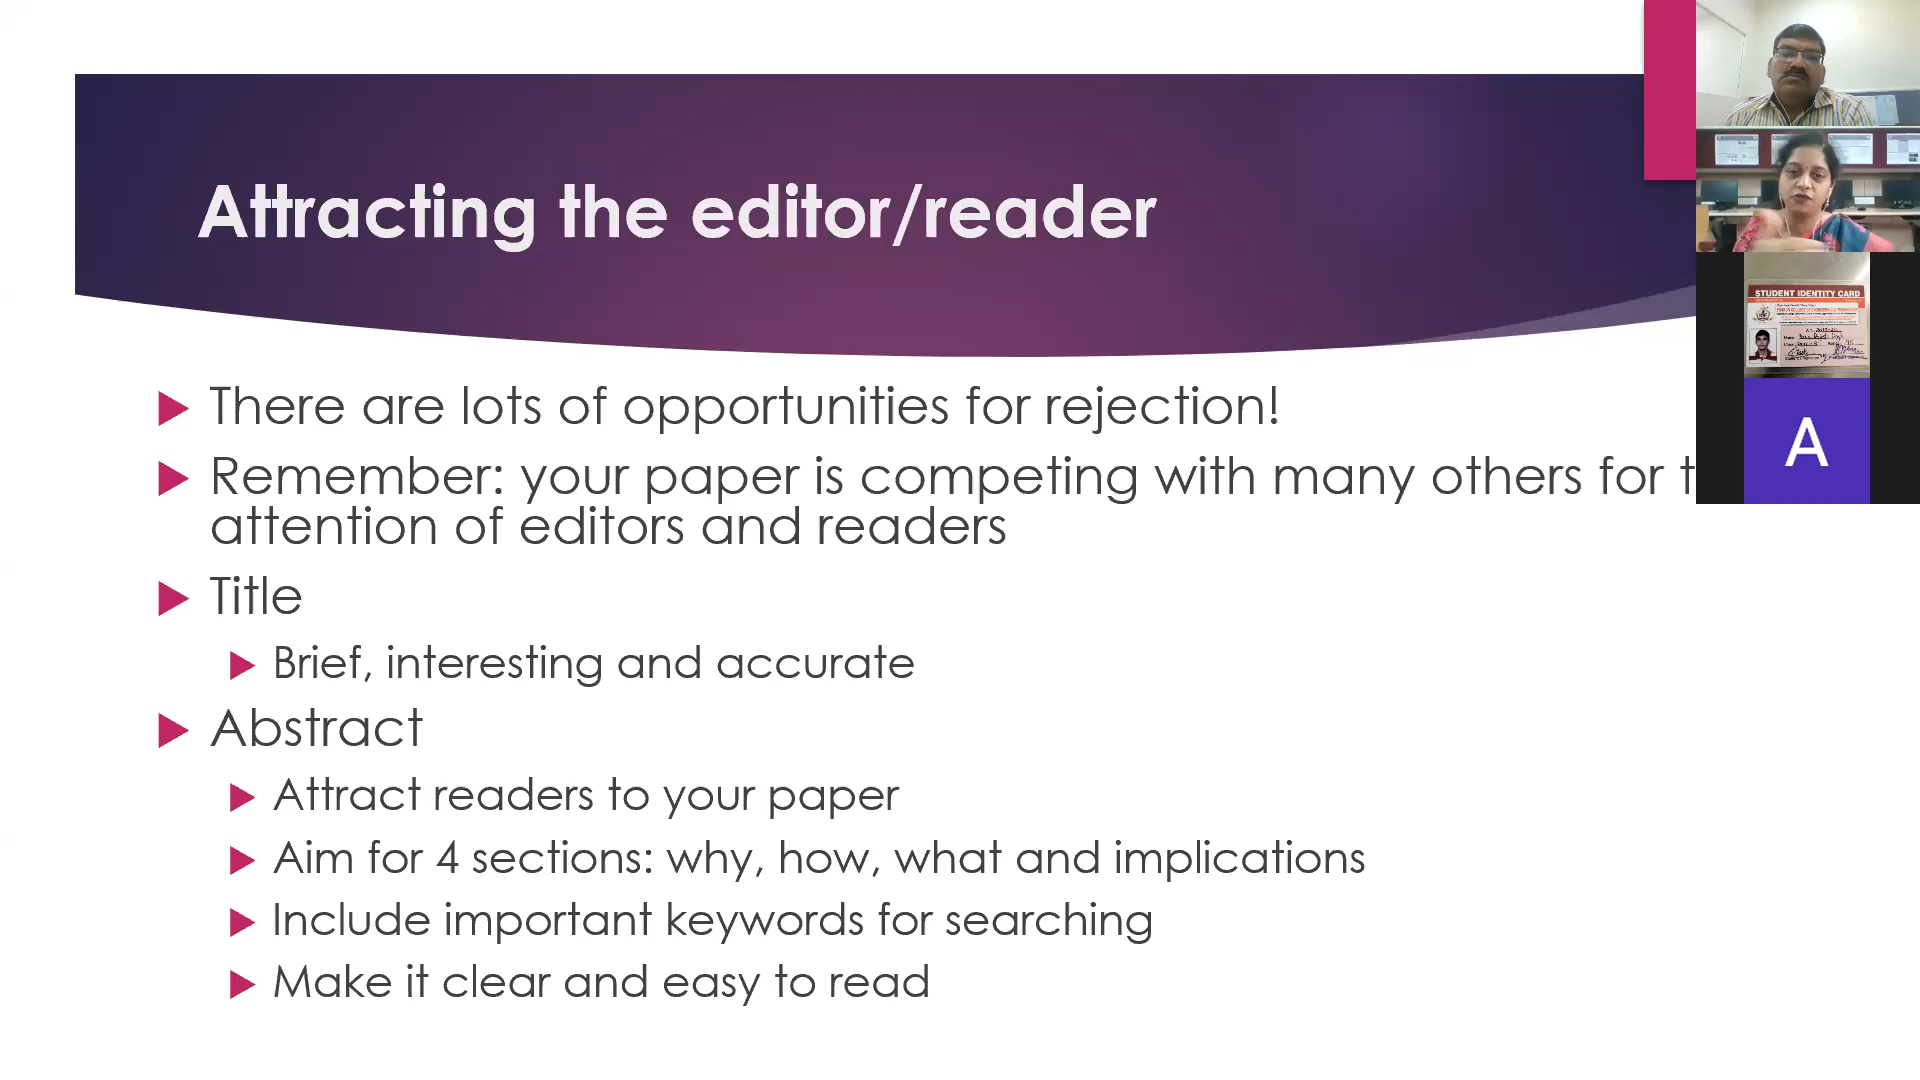 Attracting the editor/reader
There are lots of opportunities for rejection!
Remember: your paper is competing with many others for t
attention of editors and readers
Title
Brief, interesting and accurate
Abstract
Attract readers to your paper
Aim for 4 sections: why, how, what and implications
Include important keywords for searching
Make it clear and easy to read
STUDENT IDENTITY CARD
A